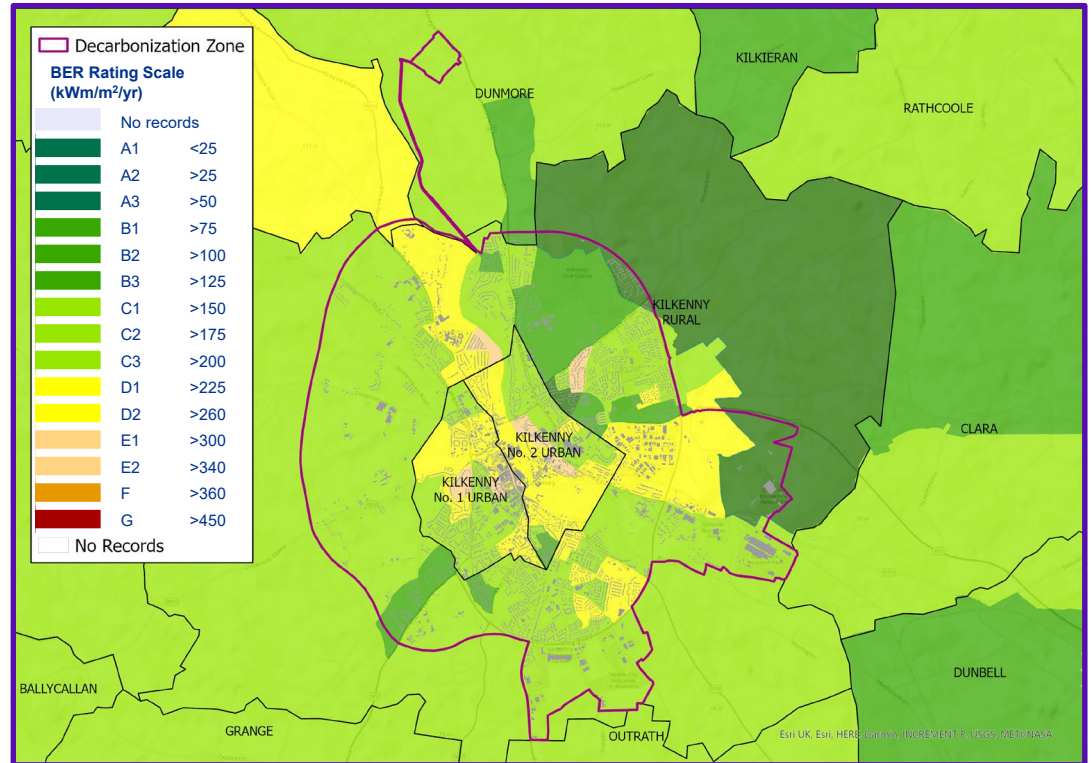 Decarbonization Zone
BER Rating Scale
(kWm/m²/yr)
No records
A1 <25
A2 >25
A3 >50
B1 >75
B2 >100
B3 >125
C1 >150
C2 >175
C3 >200
D1 >225
D2 >260
E1 >300
E2 >340
F >360
G >450
No Records
KILKIERAN
DUNMORE
RATHCOOLE
KILKENNY
RURAL
CLARA
KILKENNY
No. 2 URBAN
KILKENNY
No. 1 URBAN
DUNBELL
BALLYCALLAN
GRANGE
OUTRATH
Esri UK, Esri, HERE, Garmin, INCREMENT P, USGS, METI/NASA